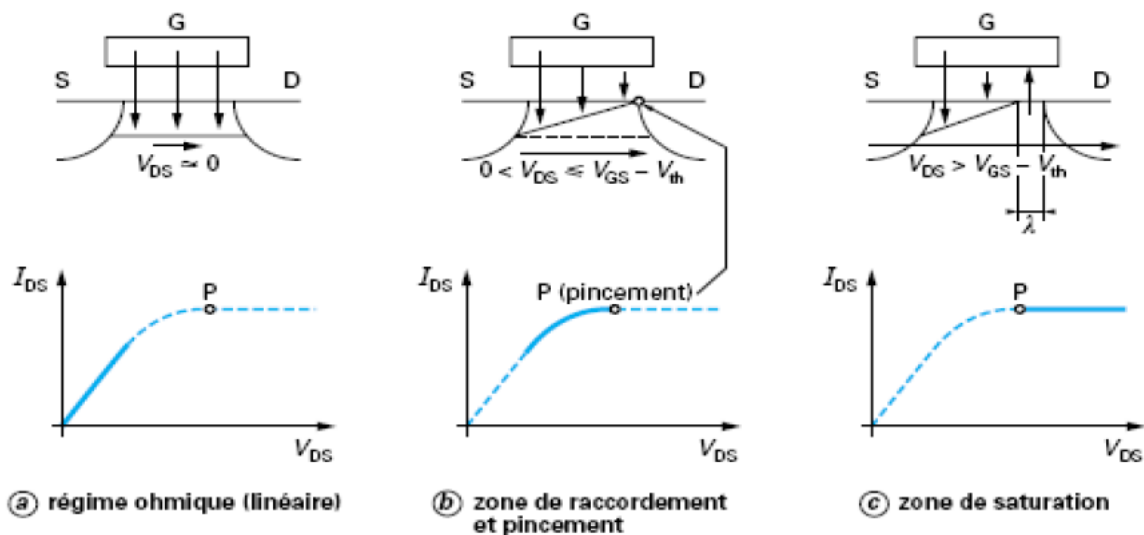 G
S
D
V_DS ≃ 0
G
S
D
0 < V_DS ≤ V_GS – V_th
G
S
D
V_DS > V_GS – V_th
λ
I_DS
P
V_DS
I_DS
P (pincement)
V_DS
I_DS
P
V_DS
a régime ohmique (linéaire)
b zone de raccordement
et pincement
c zone de saturation